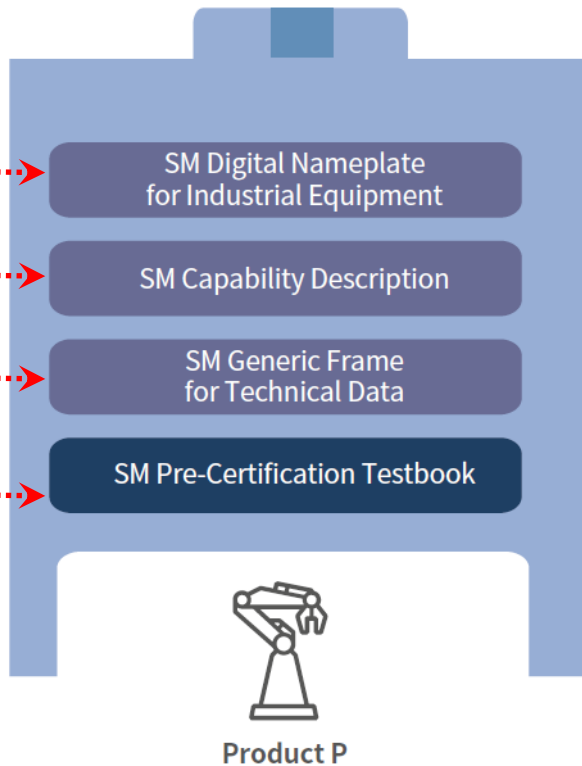 SM Digital Nameplate
for Industrial Equipment
SM Capability Description
SM Generic Frame
for Technical Data
SM Pre-Certification Testbook
Product P